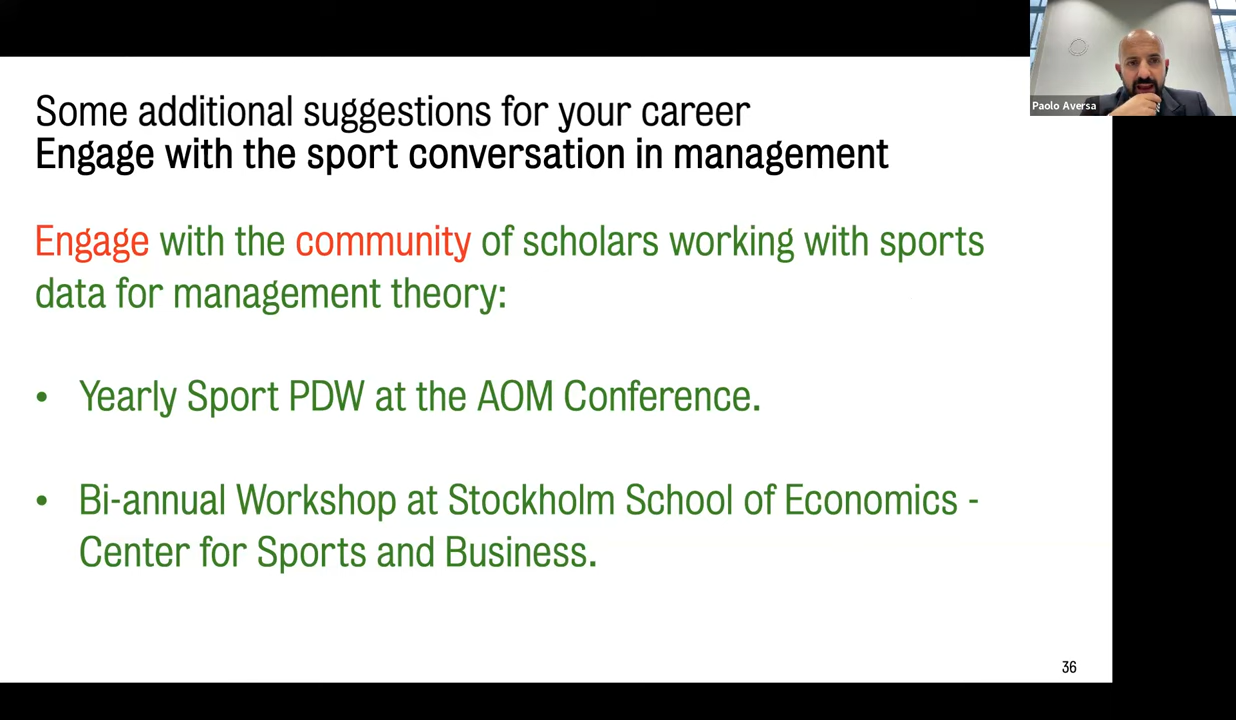 Some additional suggestions for your career
Engage with the sport conversation in management
Engage with the community of scholars working with sports
data for management theory:
• Yearly Sport PDW at the AOM Conference.
• Bi-annual Workshop at Stockholm School of Economics -
Center for Sports and Business.
36
Paolo Aversa